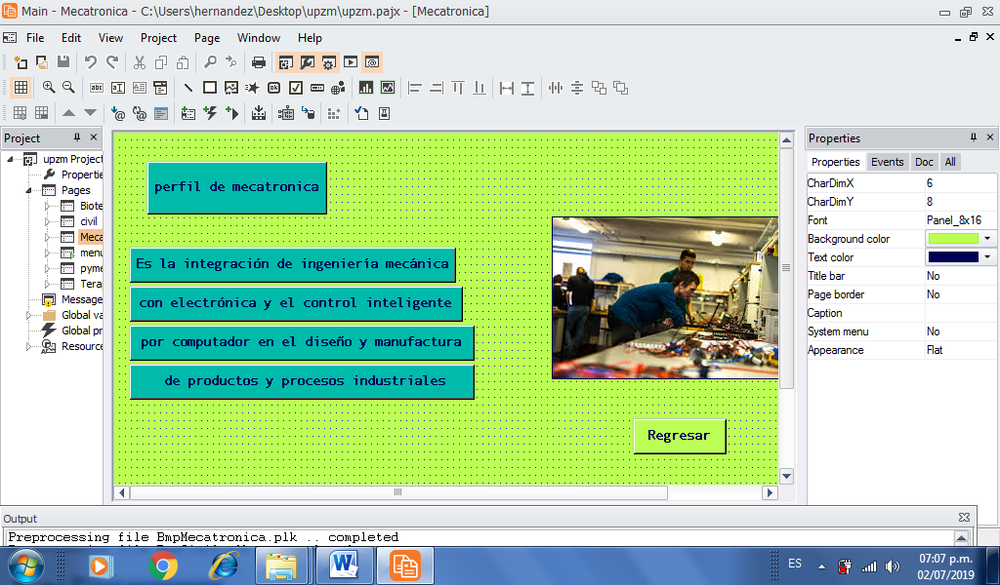 Main - Mecatronica - C:\Users\hernandez\Desktop\upzm\upzm.pajx - [Mecatronica]
File Edit View Project Page Window Help
Project
upzm Project
Propertie
Pages
Biote
civil
Meca
menu
pyme
Tera
Message
Global va
Global pr
Resource
perfil de mecatronica
Es la integración de ingeniería mecánica
con electrónica y el control inteligente
por computador en el diseño y manufactura
de productos y procesos industriales
Regresar
Properties
Properties Events Doc All
CharDimX 6
CharDimY 8
Font Panel_8x16
Background color
Text color
Title bar No
Page border No
Caption
System menu No
Appearance Flat
Output
Preprocessing file BmpMecatronica.plk .. completed
ES
07:07 p.m.
02/07/2019